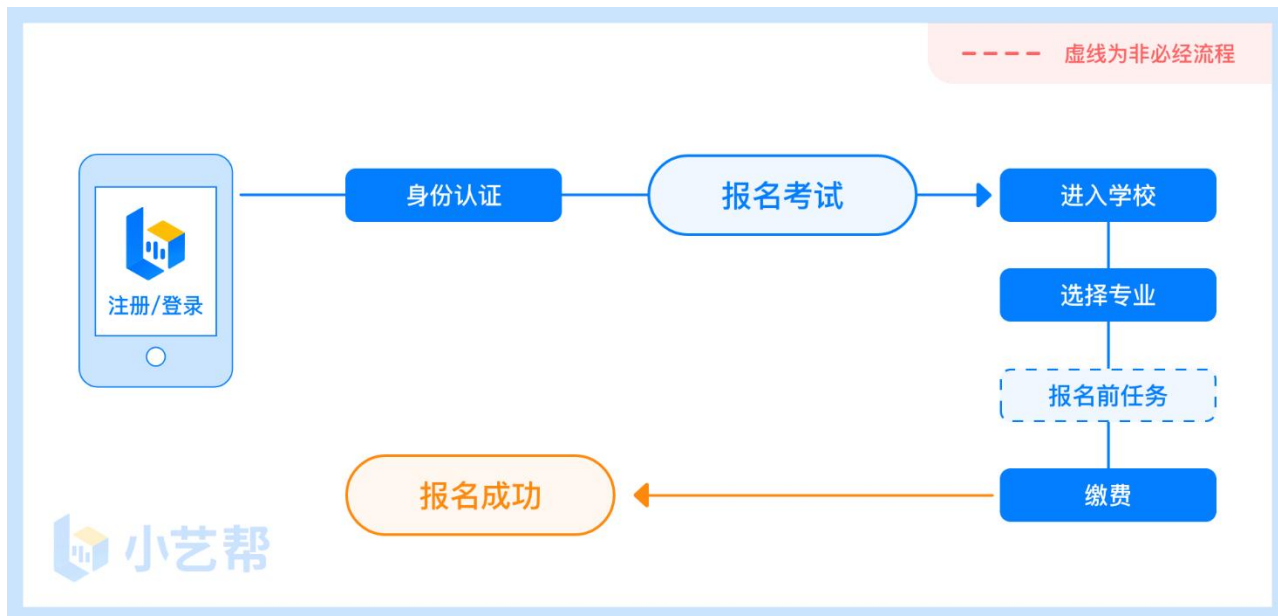 虚线为非必经流程
注册/登录
身份认证
报名考试
进入学校
选择专业
报名前任务
缴费
报名成功
小艺帮